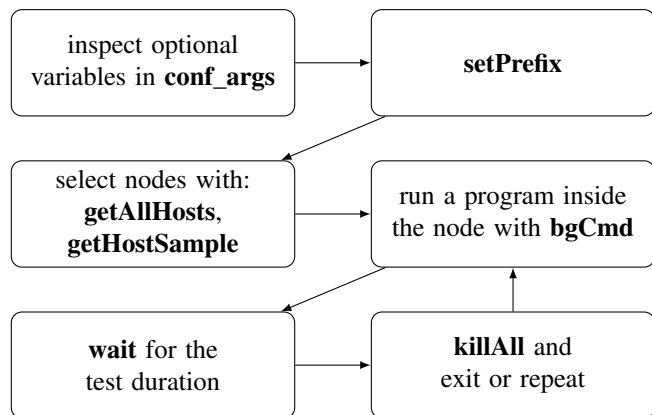 inspect optional
variables in conf_args
setPrefix
select nodes with:
getAllHosts,
getHostSample
run a program inside
the node with bgCmd
wait for the
test duration
killAll and
exit or repeat